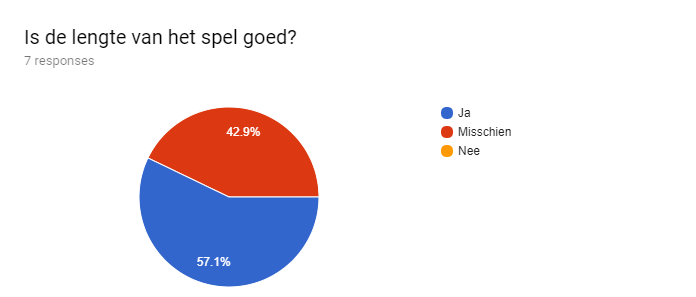 Is de lengte van het spel goed?
7 responses
42.9%
57.1%
Ja
Misschien
Nee